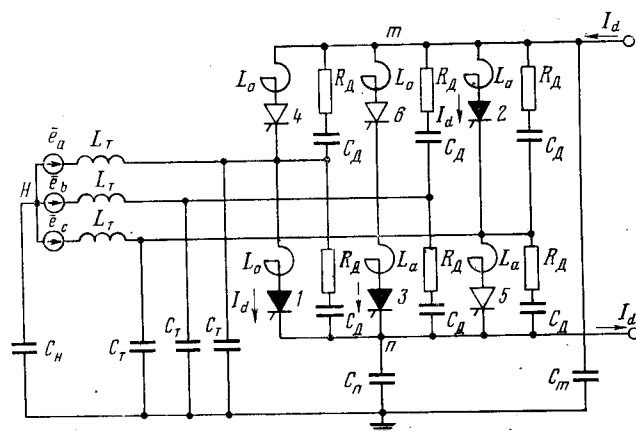 m
I_d
L_a R_Д L_a R_Д L_a R_Д
4 6 I_d 2
C_Д C_Д C_Д
ē_a L_т
H ē_b L_т
ē_c L_т
L_a R_Д L_a R_Д L_a R_Д
I_d 1 I_d 3 5
C_Д C_Д C_Д
n I_d
C_н C_т C_т C_т C_n C_m